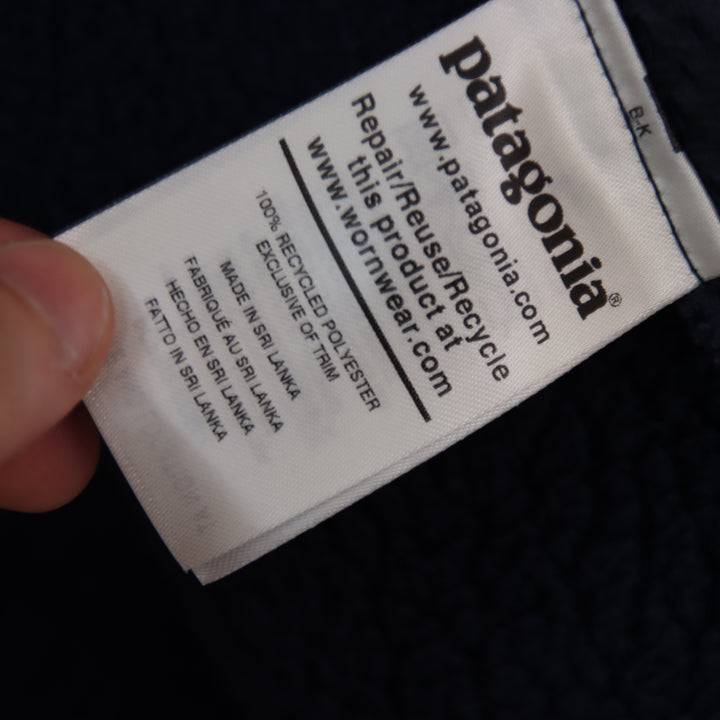 patagonia®
www.patagonia.com
Repair/Reuse/Recycle
this product at
www.wornwear.com
100% RECYCLED POLYESTER
EXCLUSIVE OF TRIM
MADE IN SRI LANKA
FABRIQUÉ AU SRI LANKA
HECHO EN SRI LANKA
FATTO IN SRI LANKA
B-K